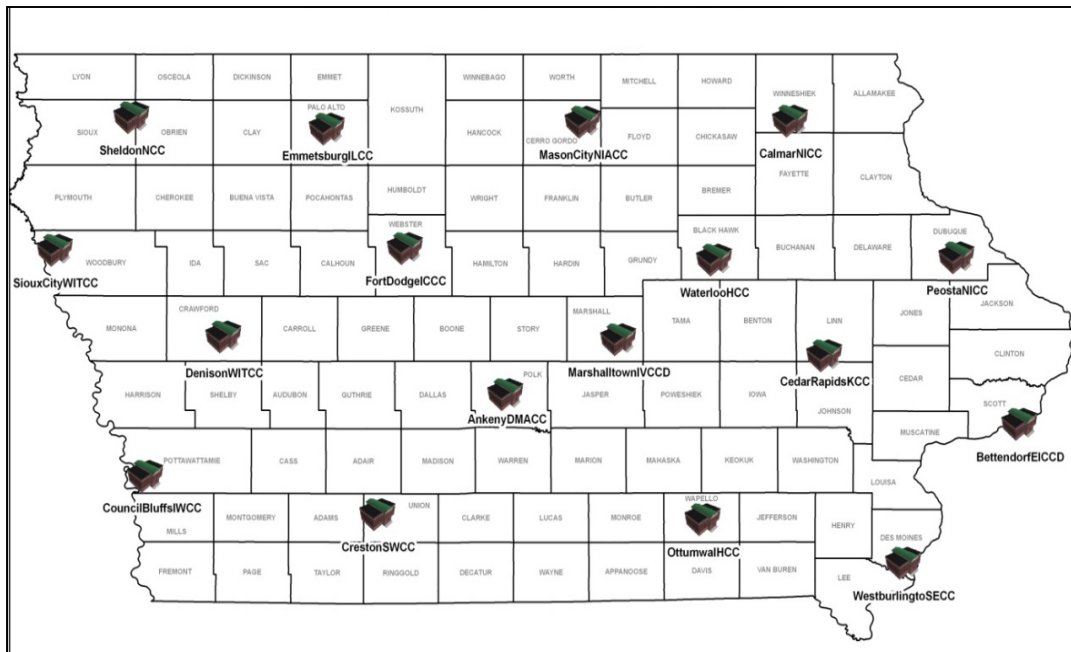 LYON
OSCEOLA
DICKINSON
EMMET
KOSSUTH
WINNEBAGO
WORTH
MITCHELL
HOWARD
WINNESHIEK
ALLAMAKEE
SIOUX
OBRIEN
CLAY
PALO ALTO
HANCOCK
CERRO GORDO
FLOYD
CHICKASAW
SheldonNCC
EmmetsburgILCC
MasonCityNIACC
CalmarNICC
PLYMOUTH
CHEROKEE
BUENA VISTA
POCAHONTAS
HUMBOLDT
WRIGHT
FRANKLIN
BUTLER
BREMER
FAYETTE
CLAYTON
WEBSTER
BLACK HAWK
DUBUQUE
WOODBURY
IDA
SAC
CALHOUN
HAMILTON
HARDIN
GRUNDY
BUCHANAN
DELAWARE
SiouxCityWITCC
FortDodgeICCC
WaterlooHCC
PeostaNICC
CRAWFORD
MARSHALL
JACKSON
MONONA
CARROLL
GREENE
BOONE
STORY
TAMA
BENTON
LINN
JONES
DenisonWITCC
MarshalltownIVCCD
CedarRapidsKCC
CLINTON
HARRISON
SHELBY
AUDUBON
GUTHRIE
DALLAS
POLK
JASPER
POWESHIEK
IOWA
JOHNSON
CEDAR
SCOTT
AnkenyDMACC
MUSCATINE
BettendorfEICCD
POTTAWATTAMIE
CASS
ADAIR
MADISON
WARREN
MARION
MAHASKA
KEOKUK
WASHINGTON
LOUISA
CouncilBluffsIWCC
MILLS
MONTGOMERY
ADAMS
UNION
CLARKE
LUCAS
MONROE
WAPELLO
JEFFERSON
HENRY
DES MOINES
CrestonSWCC
OttumwaIHCC
FREMONT
PAGE
TAYLOR
RINGGOLD
DECATUR
WAYNE
APPANOOSE
DAVIS
VAN BUREN
LEE
WestburlingtoSECC